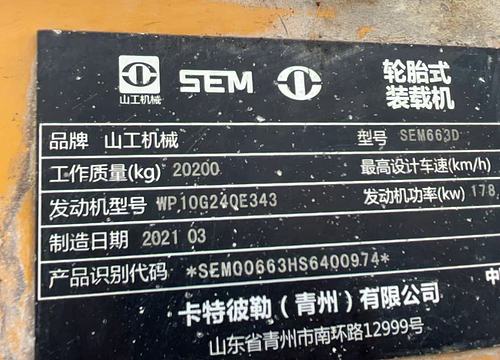 山工机械 SEM 轮胎式
装载机
品牌 山工机械 型号 SEM663D
工作质量(kg) 20200 最高设计车速(km/h)
发动机型号 WP10G240E343 发动机功率(kw) 178
制造日期 2021 03
产品识别代码 *SEM00663HS6400974*
卡特彼勒（青州）有限公司 中
山东省青州市南环路12999号